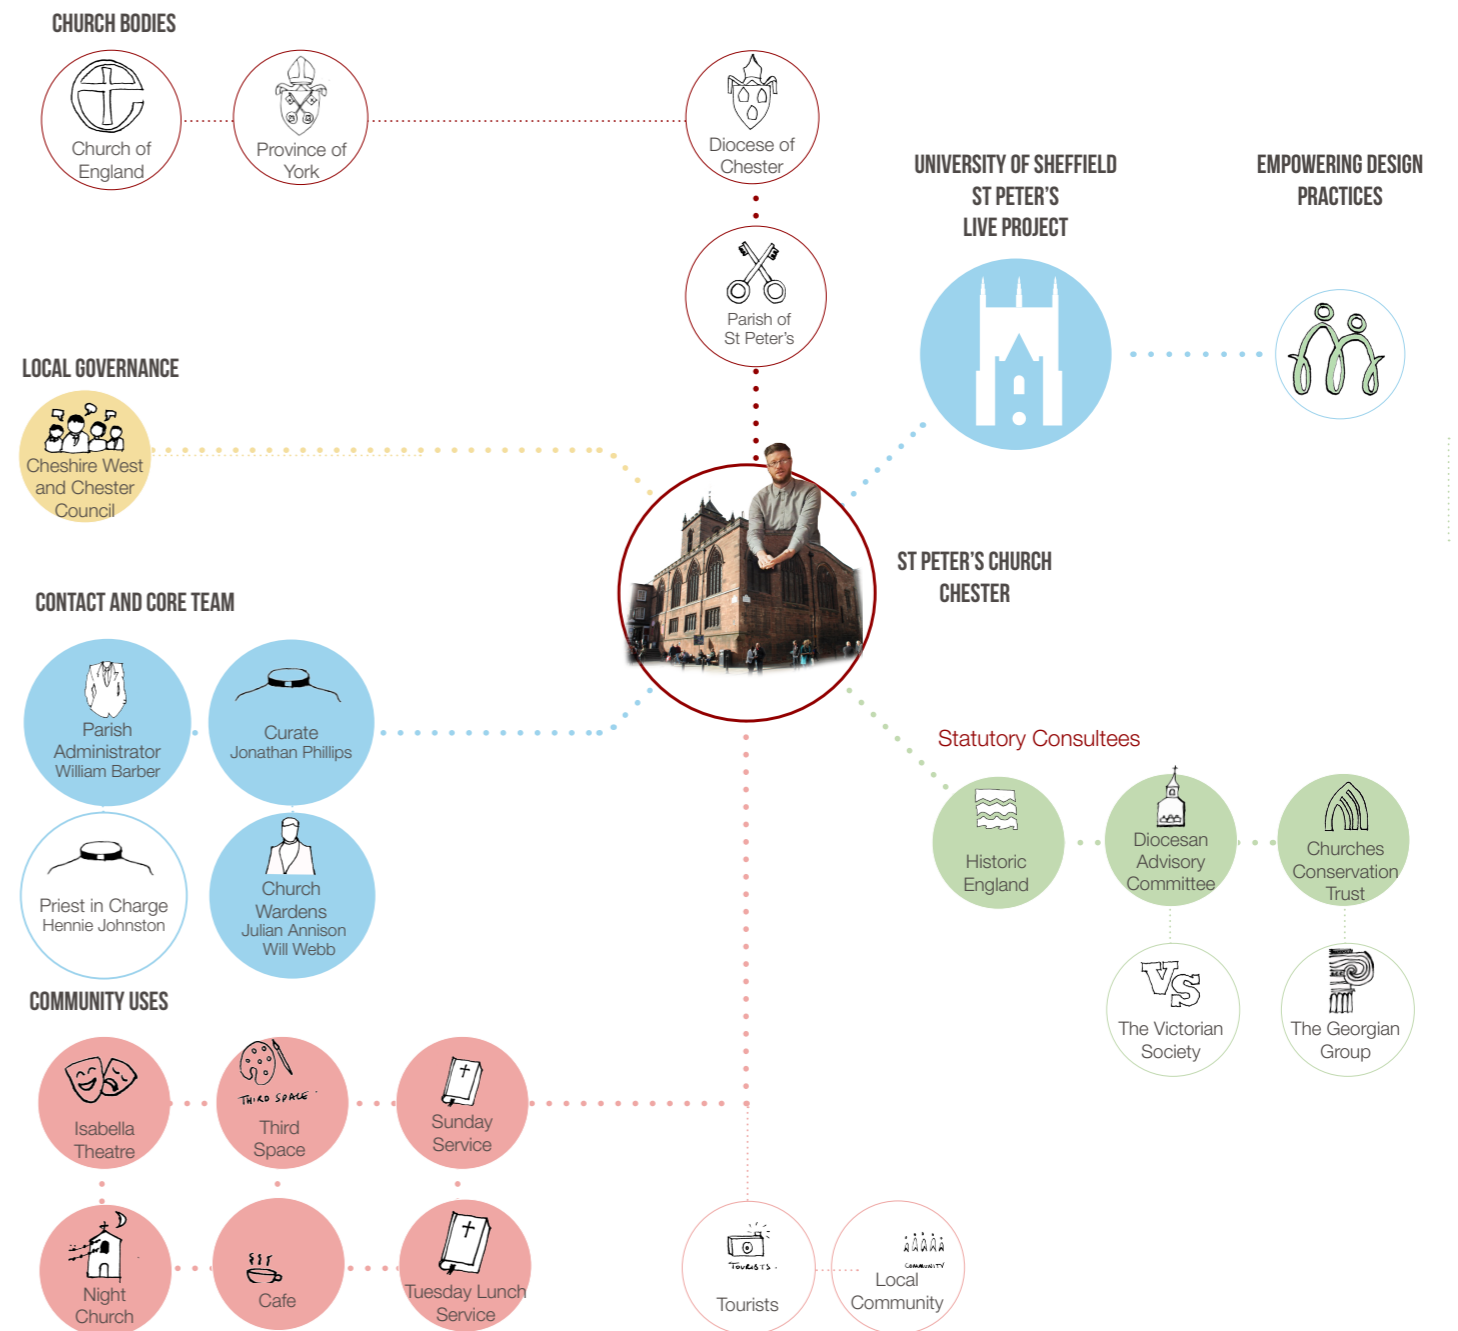 CHURCH BODIES
Church of
England
Province of
York
Diocese of
Chester
Parish of
St Peter's
UNIVERSITY OF SHEFFIELD
ST PETER'S
LIVE PROJECT
EMPOWERING DESIGN
PRACTICES
LOCAL GOVERNANCE
Cheshire West
and Chester
Council
ST PETER'S CHURCH
CHESTER
CONTACT AND CORE TEAM
Parish
Administrator
William Barber
Curate
Jonathan Phillips
Priest in Charge
Hennie Johnston
Church
Wardens
Julian Annison
Will Webb
Statutory Consultees
Historic
England
Diocesan
Advisory
Committee
Churches
Conservation
Trust
VS
The Victorian
Society
The Georgian
Group
COMMUNITY USES
Isabella
Theatre
THIRD SPACE.
Third
Space
Sunday
Service
Night
Church
Cafe
Tuesday Lunch
Service
TOURISTS.
Tourists
COMMUNITY
Local
Community